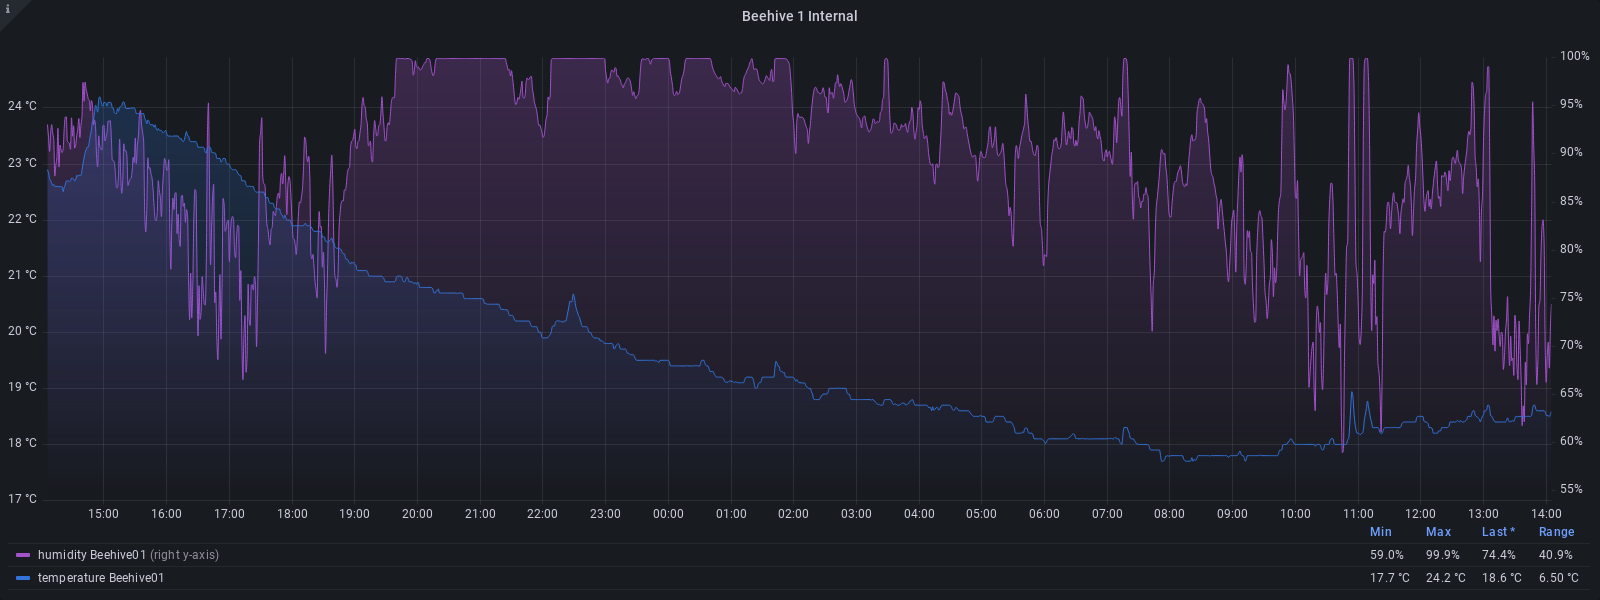 i
Beehive 1 Internal
24 °C
23 °C
22 °C
21 °C
20 °C
19 °C
18 °C
17 °C
100%
95%
90%
85%
80%
75%
70%
65%
60%
55%
15:00 16:00 17:00 18:00 19:00 20:00 21:00 22:00 23:00 00:00 01:00 02:00 03:00 04:00 05:00 06:00 07:00 08:00 09:00 10:00 11:00 12:00 13:00 14:00
Min Max Last * Range
humidity Beehive01 (right y-axis) 59.0% 99.9% 74.4% 40.9%
temperature Beehive01 17.7 °C 24.2 °C 18.6 °C 6.50 °C